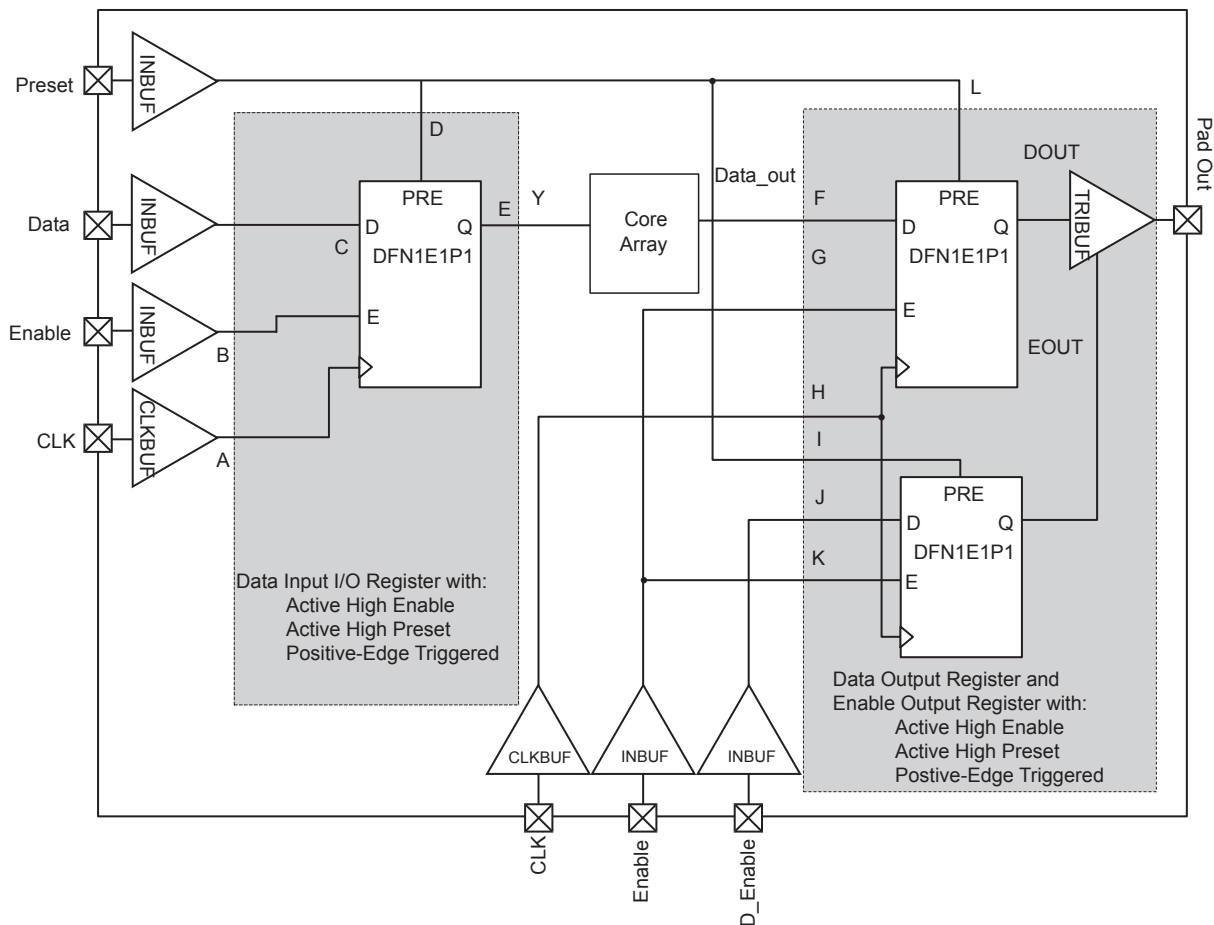 Preset
INBUF
L
D
Pad Out
DOUT
Data
INBUF
PRE
D
Q
DFN1E1P1
C
E
Y
Core
Array
Data_out
F
G
PRE
D
Q
DFN1E1P1
E
TRIBUF
Enable
INBUF
B
E
EOUT
CLK
CLKBUF
A
H
I
J
K
PRE
D
Q
DFN1E1P1
E
Data Input I/O Register with:
Active High Enable
Active High Preset
Positive-Edge Triggered
Data Output Register and
Enable Output Register with:
Active High Enable
Active High Preset
Postive-Edge Triggered
CLKBUF
INBUF
INBUF
CLK
Enable
D_Enable